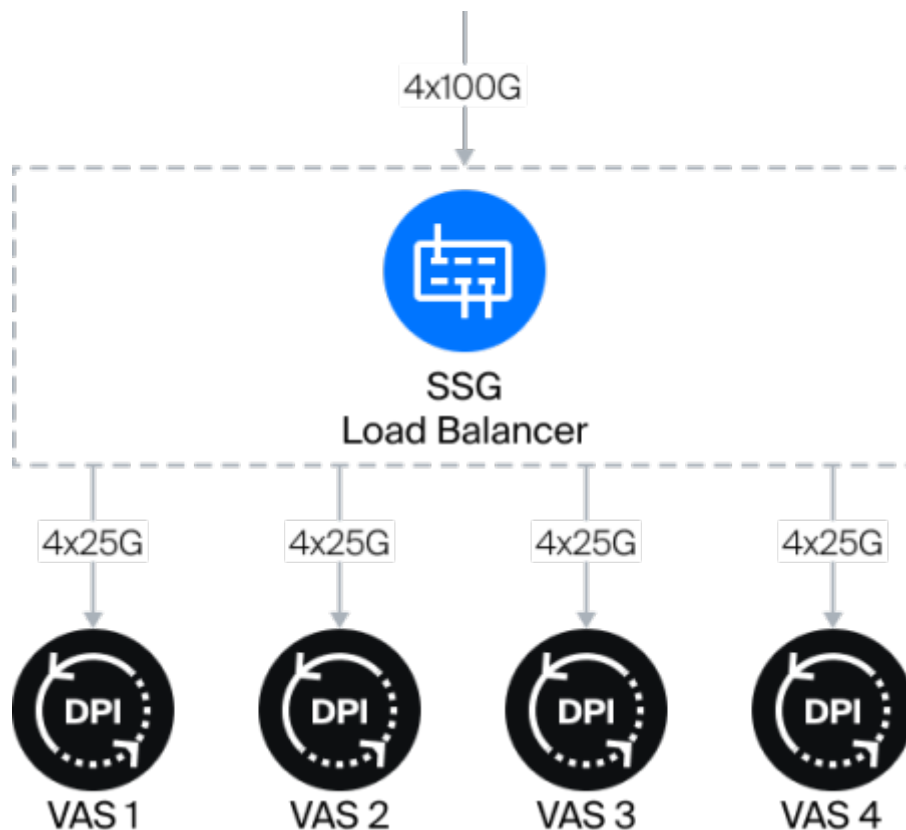 4x100G
SSG
Load Balancer
4x25G
4x25G
4x25G
4x25G
DPI
DPI
DPI
DPI
VAS 1
VAS 2
VAS 3
VAS 4